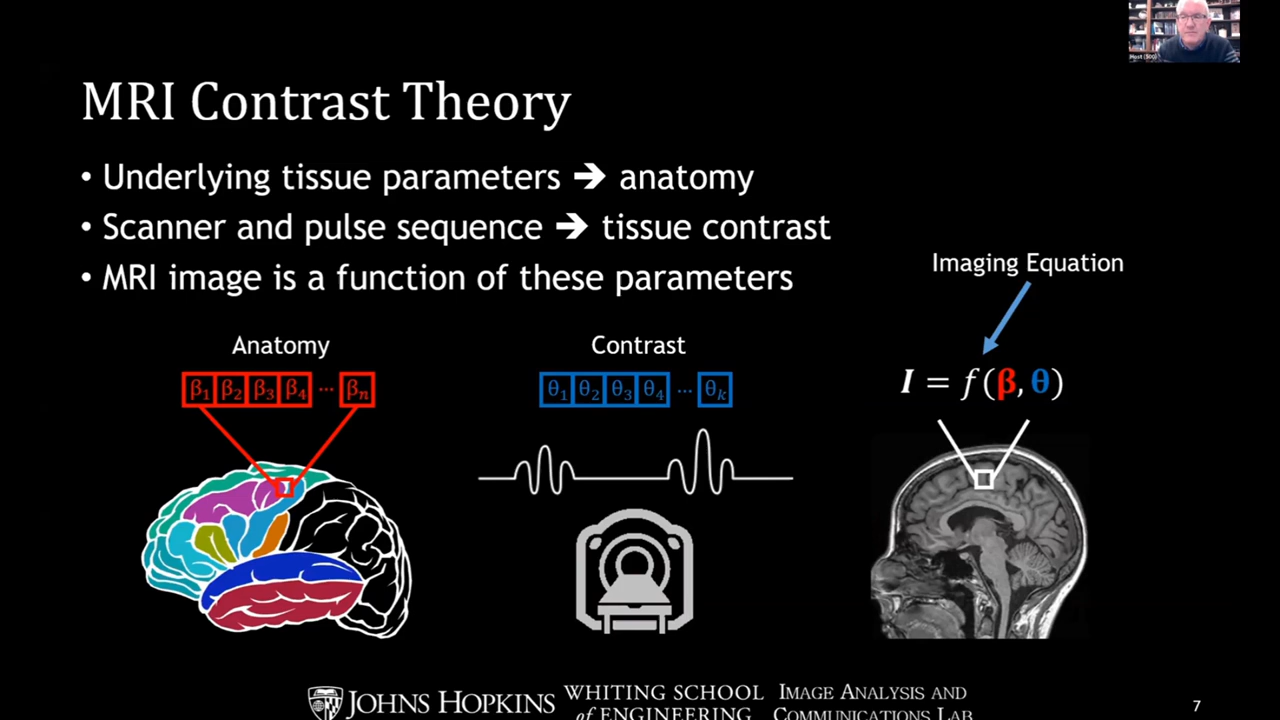 Host (500)
MRI Contrast Theory
• Underlying tissue parameters ➔ anatomy
• Scanner and pulse sequence ➔ tissue contrast
• MRI image is a function of these parameters
Imaging Equation
Anatomy
Contrast
β₁ β₂ β₃ β₄ ... βₙ
θ₁ θ₂ θ₃ θ₄ ... θₖ
I = f(β, θ)
JOHNS HOPKINS
WHITING SCHOOL
of ENGINEERING
IMAGE ANALYSIS AND
COMMUNICATIONS LAB
7